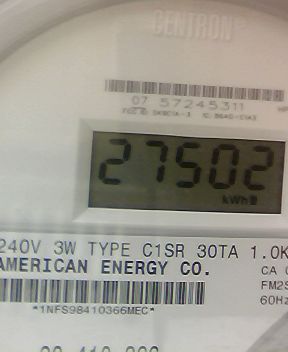 CENTRON
07 57245311
27502
kWh
240V 3W TYPE C1SR 30TA 1.0K
AMERICAN ENERGY CO.
CA
FM2S
60Hz
*1NFS98410366MEC*